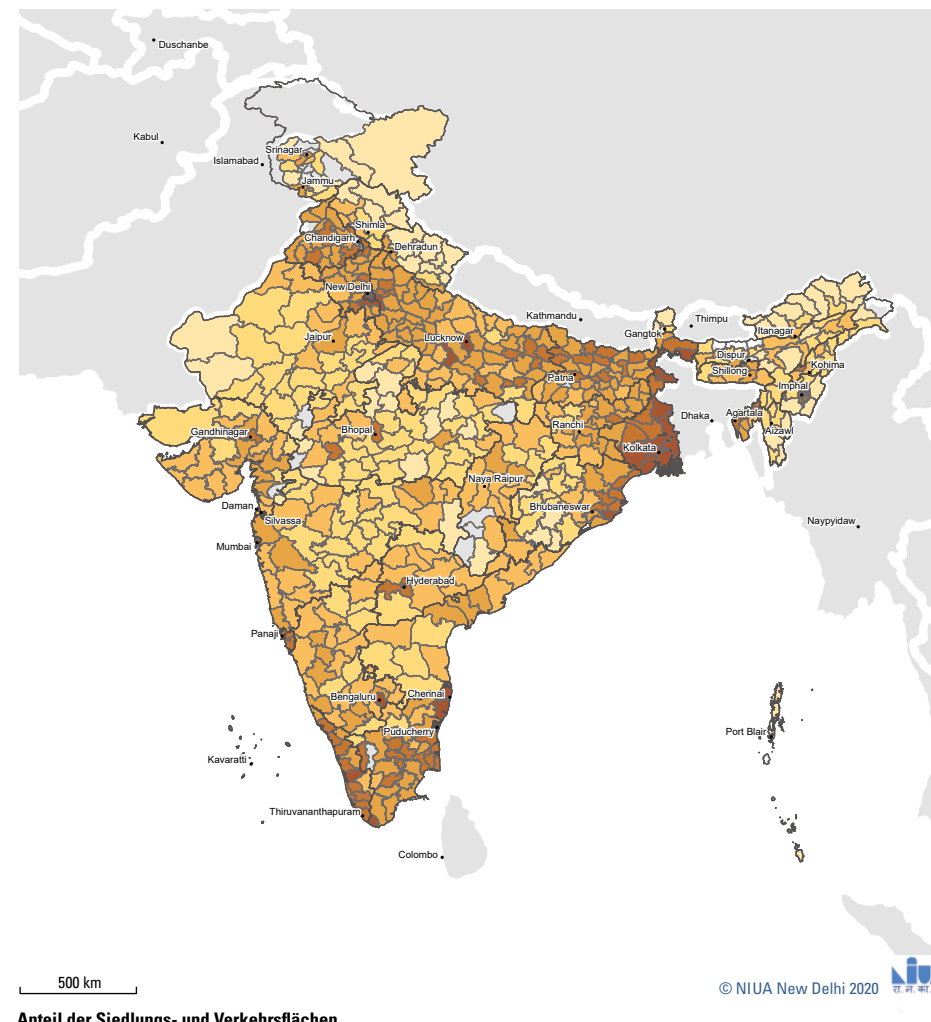 Duschanbe
Kabul
Srinagar
Islamabad
Jammu
Shimla
Chandigarh
Dehradun
New Delhi
Kathmandu
Thimpu
Gangtok
Itanagar
Jaipur
Lucknow
Dispur
Kohima
Shillong
Patna
Imphal
Dhaka
Agartala
Gandhinagar
Bhopal
Ranchi
Aizawl
Kolkata
Naya Raipur
Daman
Bhubaneswar
Silvassa
Naypyidaw
Mumbai
Hyderabad
Panaji
Bengaluru
Chennai
Puducherry
Port Blair
Kavaratti
Thiruvananthapuram
Colombo
500 km
© NIUA New Delhi 2020
रा. न. का.
Anteil der Siedlungs- und Verkehrsflächen